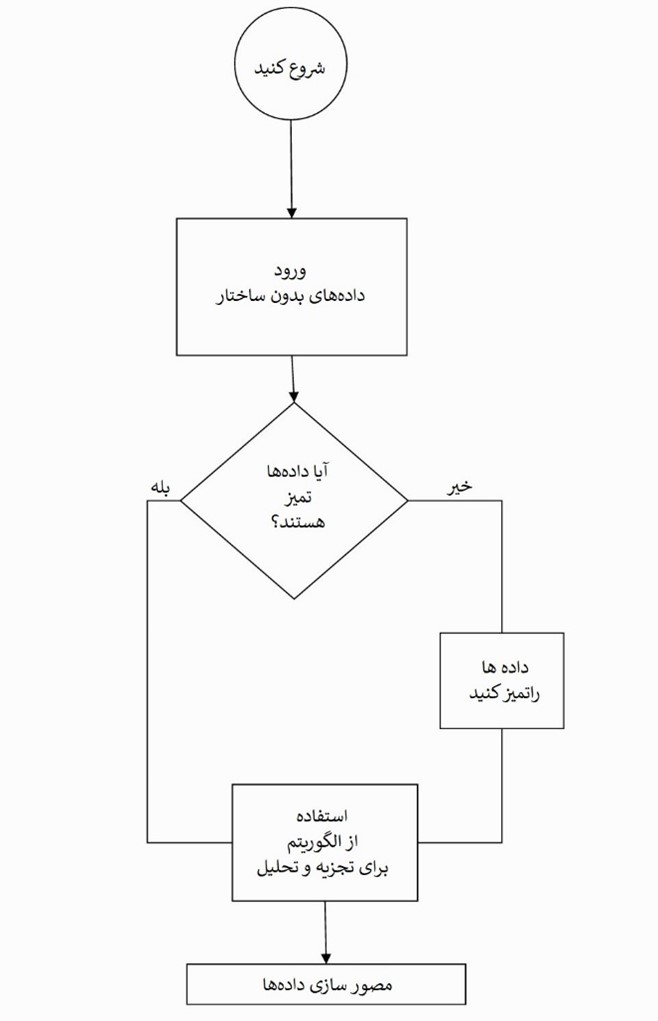 شروع کنید
ورود
داده‌های بدون ساختار
آیا داده‌ها
تمیز
هستند؟
بله
خیر
داده ها
راتمیز کنید
استفاده
از الگوریتم
برای تجزیه و تحلیل
مصور سازی داده‌ها